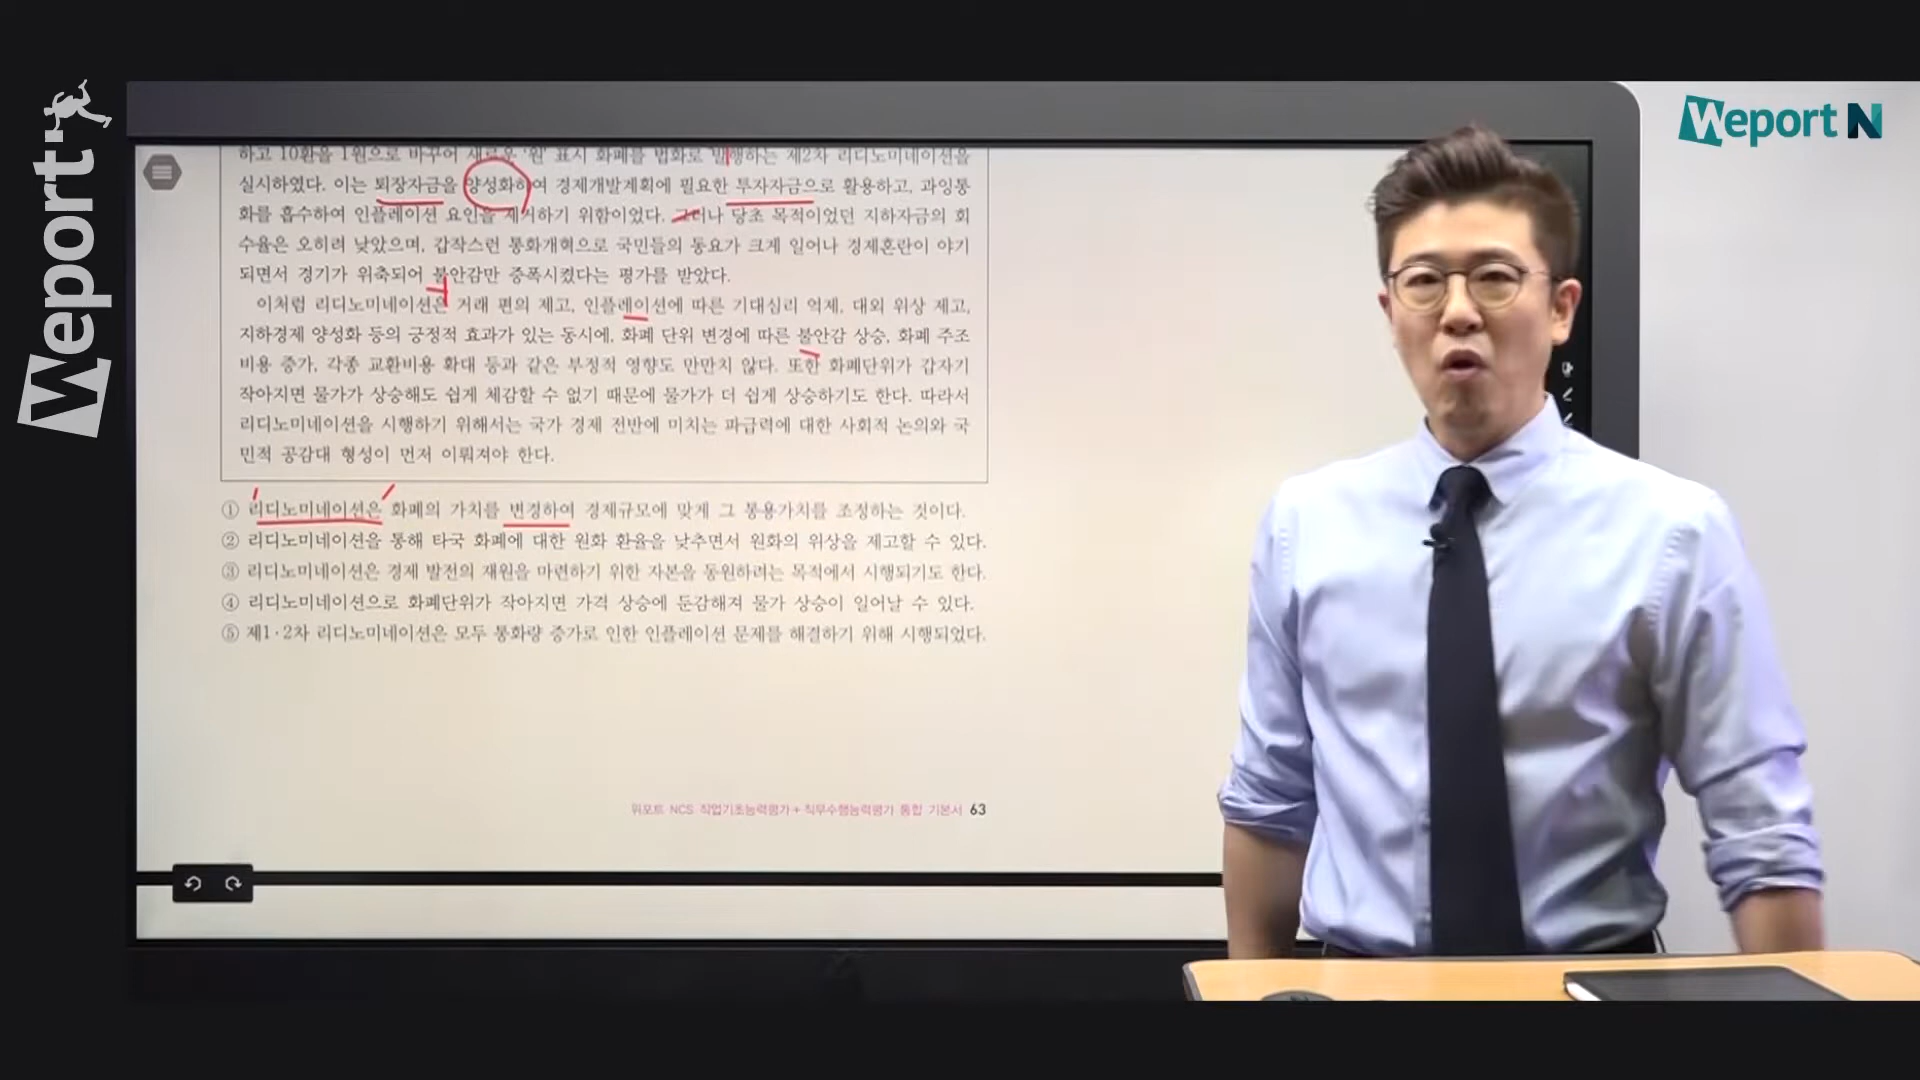 Weport'
Weport N
하고 10환을 1원으로 바꾸어 새로운 '원' 표시 화폐를 법화로 발행하는 제2차 리디노미네이션을
실시하였다. 이는 퇴장자금을 양성화하여 경제개발계획에 필요한 투자자금으로 활용하고, 과잉통
화를 흡수하여 인플레이션 요인을 제거하기 위함이었다. 그러나 당초 목적이었던 지하자금의 회
수율은 오히려 낮았으며, 갑작스런 통화개혁으로 국민들의 동요가 크게 일어나 경제혼란이 야기
되면서 경기가 위축되어 불안감만 증폭시켰다는 평가를 받았다.
이처럼 리디노미네이션은 거래 편의 제고, 인플레이션에 따른 기대심리 억제, 대외 위상 제고,
지하경제 양성화 등의 긍정적 효과가 있는 동시에, 화폐 단위 변경에 따른 불안감 상승, 화폐 주조
비용 증가, 각종 교환비용 확대 등과 같은 부정적 영향도 만만치 않다. 또한 화폐단위가 갑자기
작아지면 물가가 상승해도 쉽게 체감할 수 없기 때문에 물가가 더 쉽게 상승하기도 한다. 따라서
리디노미네이션을 시행하기 위해서는 국가 경제 전반에 미치는 파급력에 대한 사회적 논의와 국
민적 공감대 형성이 먼저 이뤄져야 한다.
① 리디노미네이션은 화폐의 가치를 변경하여 경제규모에 맞게 그 통용가치를 조정하는 것이다.
② 리디노미네이션을 통해 타국 화폐에 대한 원화 환율을 낮추면서 원화의 위상을 제고할 수 있다.
③ 리디노미네이션은 경제 발전의 재원을 마련하기 위한 자본을 동원하려는 목적에서 시행되기도 한다.
④ 리디노미네이션으로 화폐단위가 작아지면 가격 상승에 둔감해져 물가 상승이 일어날 수 있다.
⑤ 제1·2차 리디노미네이션은 모두 통화량 증가로 인한 인플레이션 문제를 해결하기 위해 시행되었다.
위포트 NCS 직업기초능력평가+직무수행능력평가 통합 기본서 63